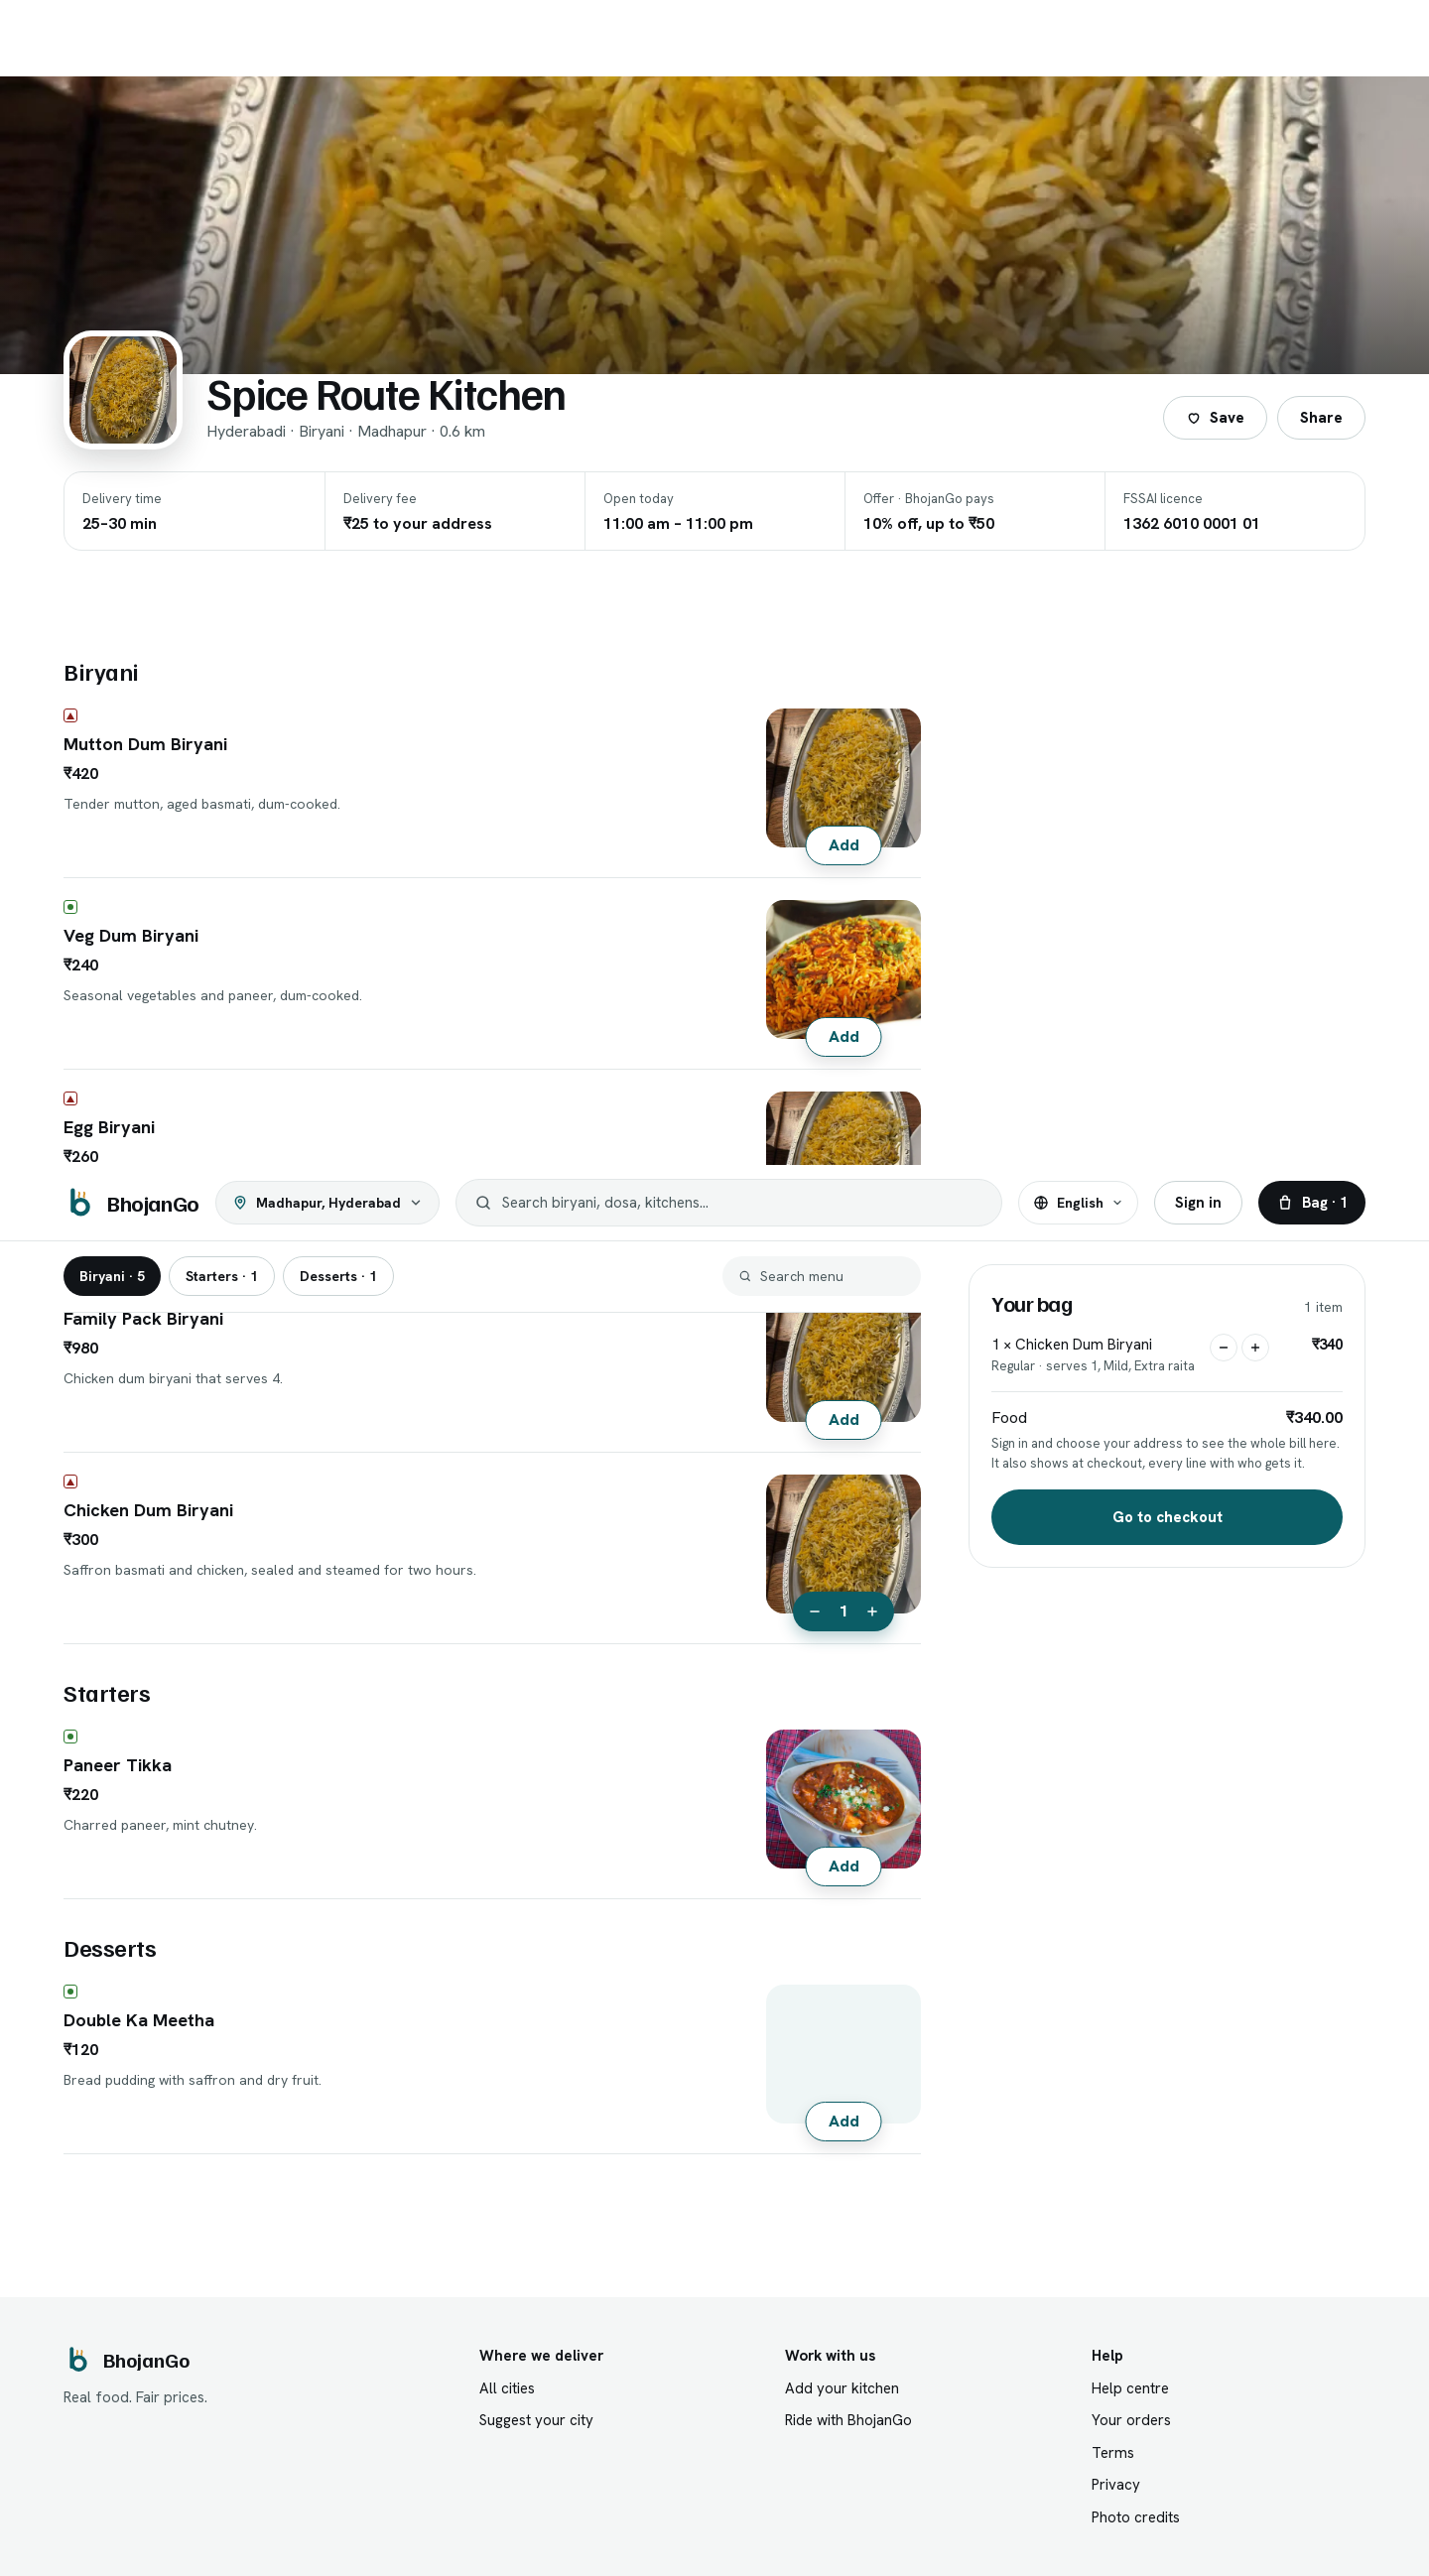 Spice Route Kitchen
Hyderabadi · Biryani · Madhapur · 0.6 km
Save
Share
Delivery time
25–30 min
Delivery fee
₹25 to your address
Open today
11:00 am – 11:00 pm
Offer · BhojanGo pays
10% off, up to ₹50
FSSAI licence
1362 6010 0001 01
Biryani
Mutton Dum Biryani
₹420
Tender mutton, aged basmati, dum-cooked.
Add
Veg Dum Biryani
₹240
Seasonal vegetables and paneer, dum-cooked.
Add
Egg Biryani
₹260
BhojanGo
Madhapur, Hyderabad
Search biryani, dosa, kitchens...
English
Sign in
Bag · 1
Biryani · 5
Starters · 1
Desserts · 1
Search menu
Family Pack Biryani
₹980
Chicken dum biryani that serves 4.
Add
Chicken Dum Biryani
₹300
Saffron basmati and chicken, sealed and steamed for two hours.
− 1 +
Your bag
1 item
1 × Chicken Dum Biryani
− +
₹340
Regular · serves 1, Mild, Extra raita
Food
₹340.00
Sign in and choose your address to see the whole bill here.
It also shows at checkout, every line with who gets it.
Go to checkout
Starters
Paneer Tikka
₹220
Charred paneer, mint chutney.
Add
Desserts
Double Ka Meetha
₹120
Bread pudding with saffron and dry fruit.
Add
BhojanGo
Real food. Fair prices.
Where we deliver
All cities
Suggest your city
Work with us
Add your kitchen
Ride with BhojanGo
Help
Help centre
Your orders
Terms
Privacy
Photo credits